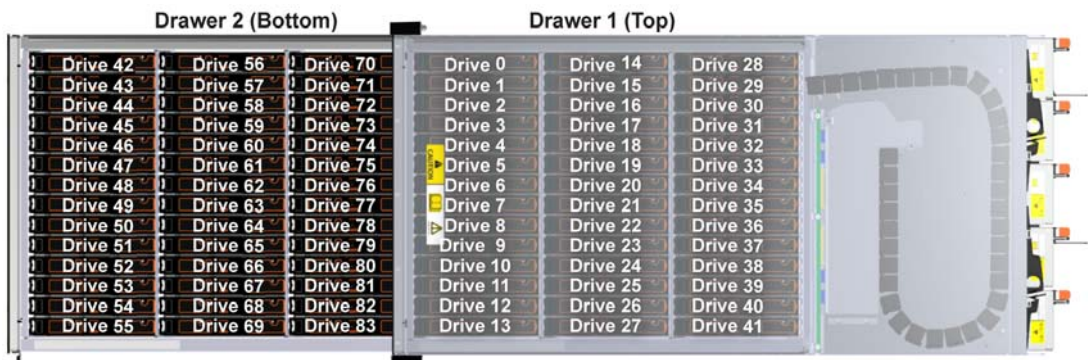 Drawer 2 (Bottom) Drawer 1 (Top)
Drive 42 Drive 56 Drive 70 Drive 0 Drive 14 Drive 28
Drive 43 Drive 57 Drive 71 Drive 1 Drive 15 Drive 29
Drive 44 Drive 58 Drive 72 Drive 2 Drive 16 Drive 30
Drive 45 Drive 59 Drive 73 Drive 3 Drive 17 Drive 31
Drive 46 Drive 60 Drive 74 Drive 4 Drive 18 Drive 32
Drive 47 Drive 61 Drive 75 Drive 5 Drive 19 Drive 33
Drive 48 Drive 62 Drive 76 Drive 6 Drive 20 Drive 34
Drive 49 Drive 63 Drive 77 Drive 7 Drive 21 Drive 35
Drive 50 Drive 64 Drive 78 Drive 8 Drive 22 Drive 36
Drive 51 Drive 65 Drive 79 Drive 9 Drive 23 Drive 37
Drive 52 Drive 66 Drive 80 Drive 10 Drive 24 Drive 38
Drive 53 Drive 67 Drive 81 Drive 11 Drive 25 Drive 39
Drive 54 Drive 68 Drive 82 Drive 12 Drive 26 Drive 40
Drive 55 Drive 69 Drive 83 Drive 13 Drive 27 Drive 41
CAUTION